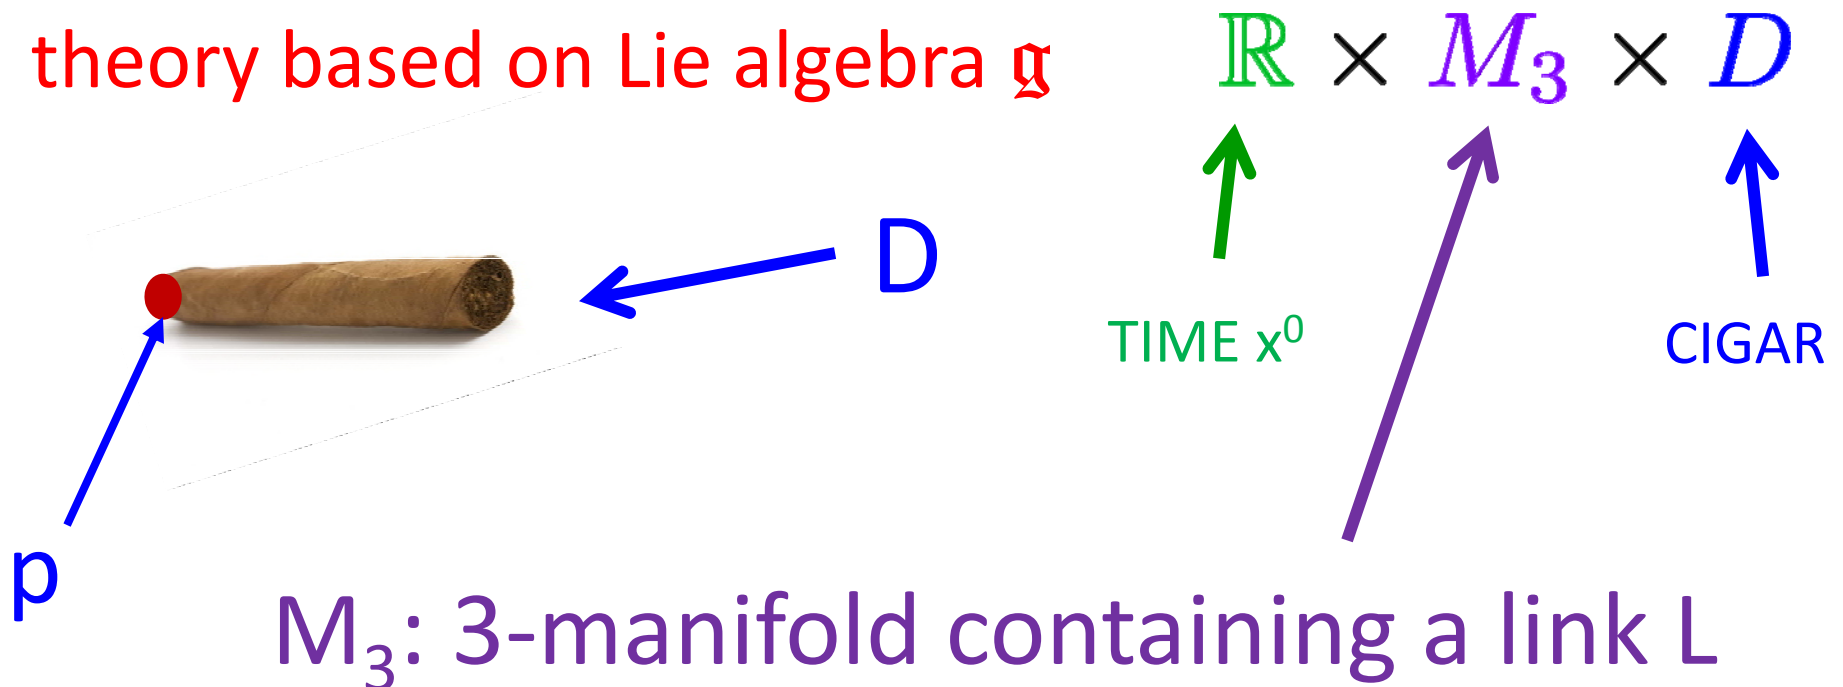 theory based on Lie algebra 𝔤
ℝ × M₃ × D
D
TIME x⁰
CIGAR
p
M₃: 3-manifold containing a link L